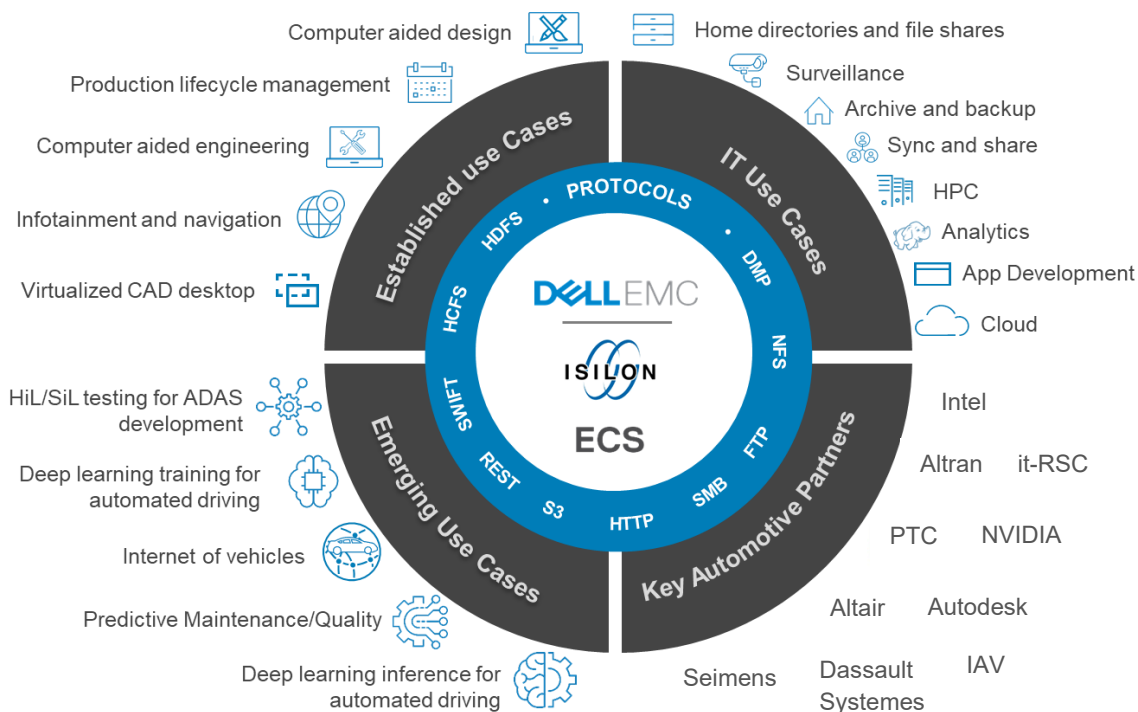 Computer aided design
Production lifecycle management
Computer aided engineering
Infotainment and navigation
Virtualized CAD desktop
Established use Cases
Home directories and file shares
Surveillance
Archive and backup
Sync and share
HPC
Analytics
App Development
Cloud
IT Use Cases
• PROTOCOLS •
DMP
NFS
FTP
SMB
HTTP
S3
REST
SWIFT
HCFS
HDFS
DELL EMC
ISILON
ECS
HiL/SiL testing for ADAS
development
Deep learning training for
automated driving
Internet of vehicles
Predictive Maintenance/Quality
Deep learning inference for
automated driving
Emerging Use Cases
Key Automotive Partners
Intel
Altran it-RSC
PTC NVIDIA
Altair Autodesk
Seimens
Dassault
Systemes
IAV